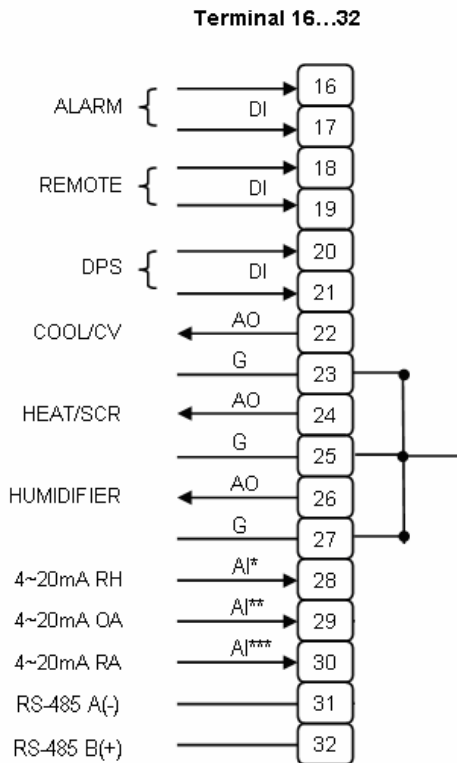 Terminal 16...32
16
ALARM { DI
17
18
REMOTE { DI
19
20
DPS { DI
21
COOL/CV AO 22
G 23
HEAT/SCR AO 24
G 25
HUMIDIFIER AO 26
G 27
4~20mA RH AI* 28
4~20mA OA AI** 29
4~20mA RA AI*** 30
RS-485 A(-) 31
RS-485 B(+) 32